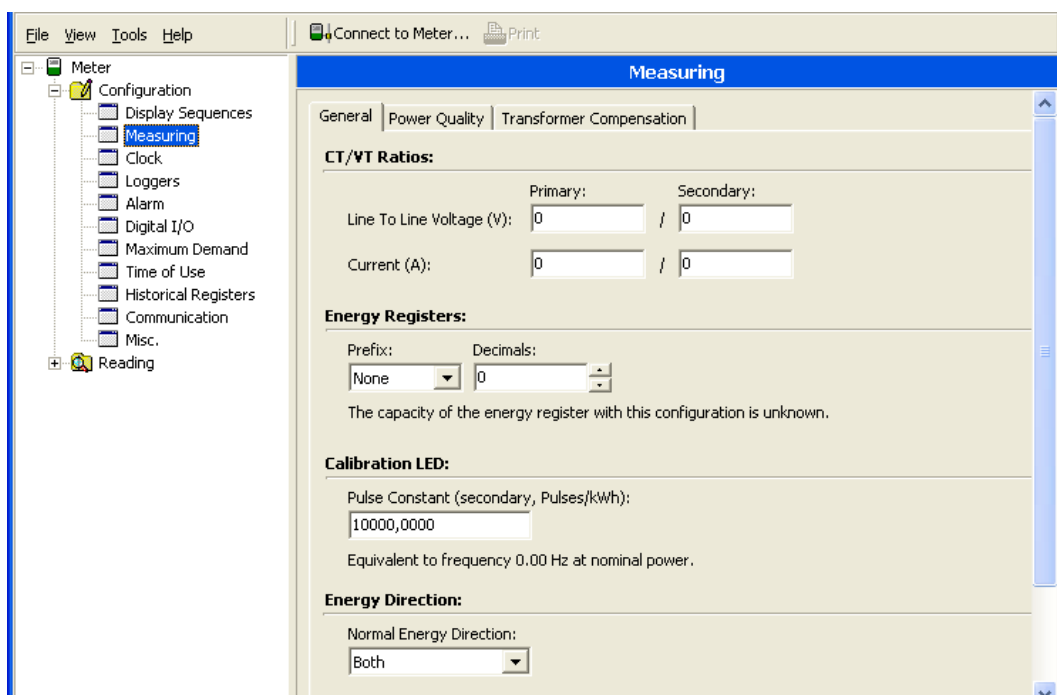 File View Tools Help Connect to Meter... Print
Meter
Configuration
Display Sequences
Measuring
Clock
Loggers
Alarm
Digital I/O
Maximum Demand
Time of Use
Historical Registers
Communication
Misc.
Reading
Measuring
General Power Quality Transformer Compensation
CT/VT Ratios:
Primary: Secondary:
Line To Line Voltage (V): 0 / 0
Current (A): 0 / 0
Energy Registers:
Prefix: Decimals:
None 0
The capacity of the energy register with this configuration is unknown.
Calibration LED:
Pulse Constant (secondary, Pulses/kWh):
10000,0000
Equivalent to frequency 0.00 Hz at nominal power.
Energy Direction:
Normal Energy Direction:
Both